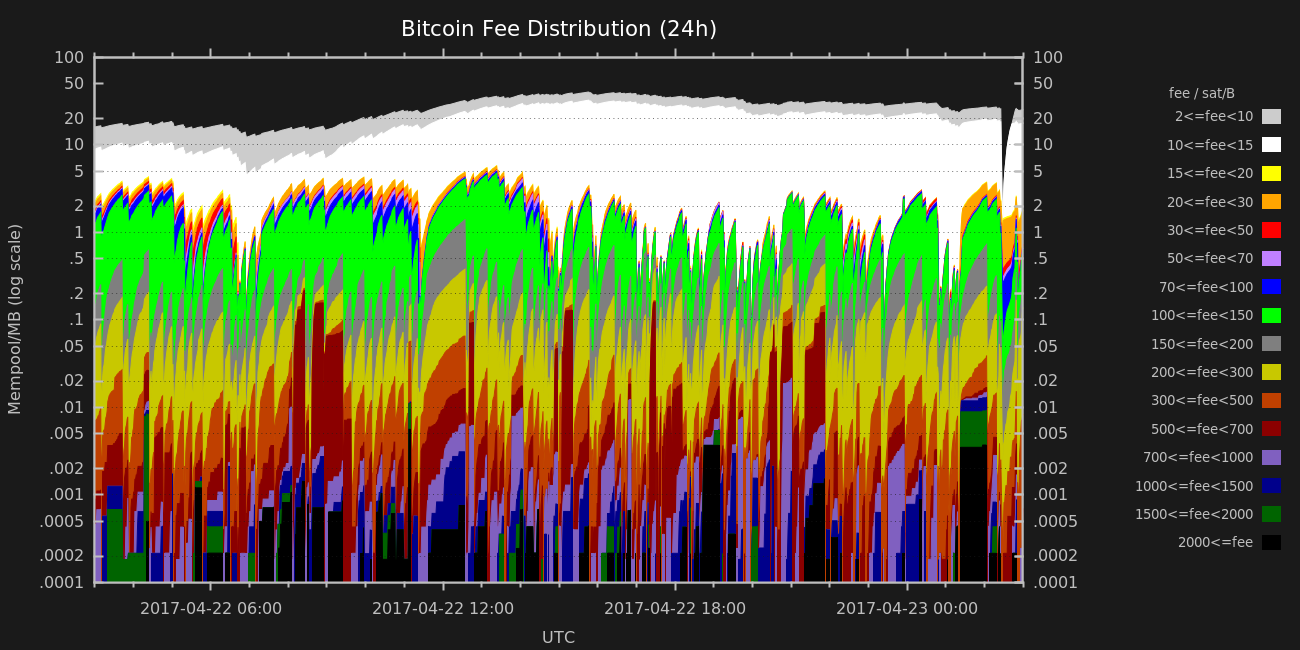 Bitcoin Fee Distribution (24h)
100
50
20
10
5
2
1
.5
.2
.1
.05
.02
.01
.005
.002
.001
.0005
.0002
.0001
Mempool/MB (log scale)
100
50
20
10
5
2
1
.5
.2
.1
.05
.02
.01
.005
.002
.001
.0005
.0002
.0001
2017-04-22 06:00
2017-04-22 12:00
2017-04-22 18:00
2017-04-23 00:00
UTC
fee / sat/B
2<=fee<10
10<=fee<15
15<=fee<20
20<=fee<30
30<=fee<50
50<=fee<70
70<=fee<100
100<=fee<150
150<=fee<200
200<=fee<300
300<=fee<500
500<=fee<700
700<=fee<1000
1000<=fee<1500
1500<=fee<2000
2000<=fee